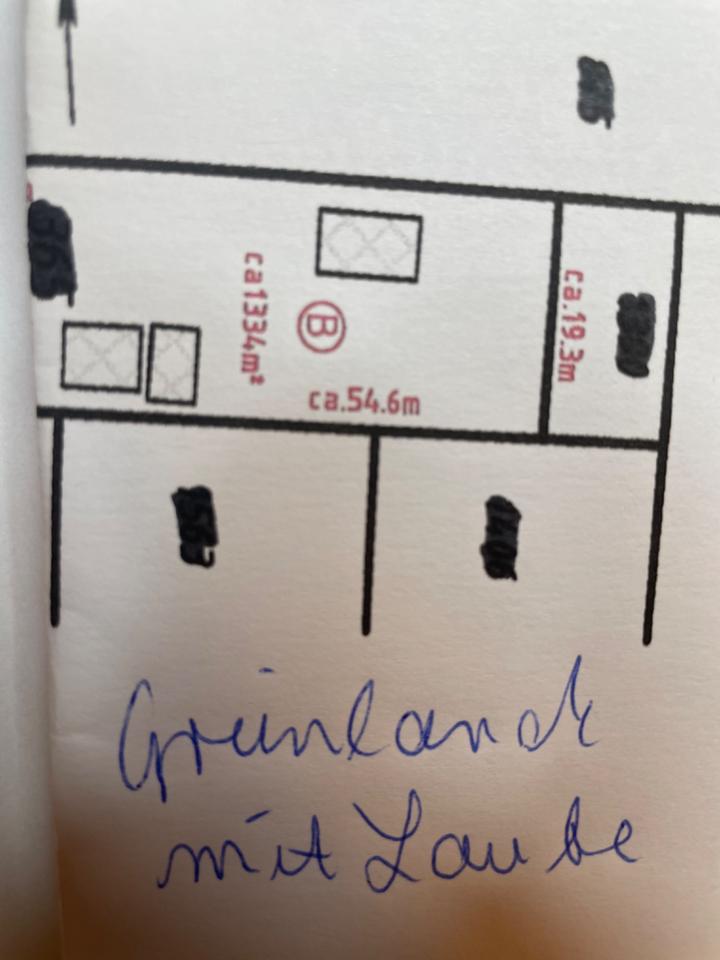 ca.19.3m
ca1334m²
B
ca.54.6m
Grünland
mit Laube